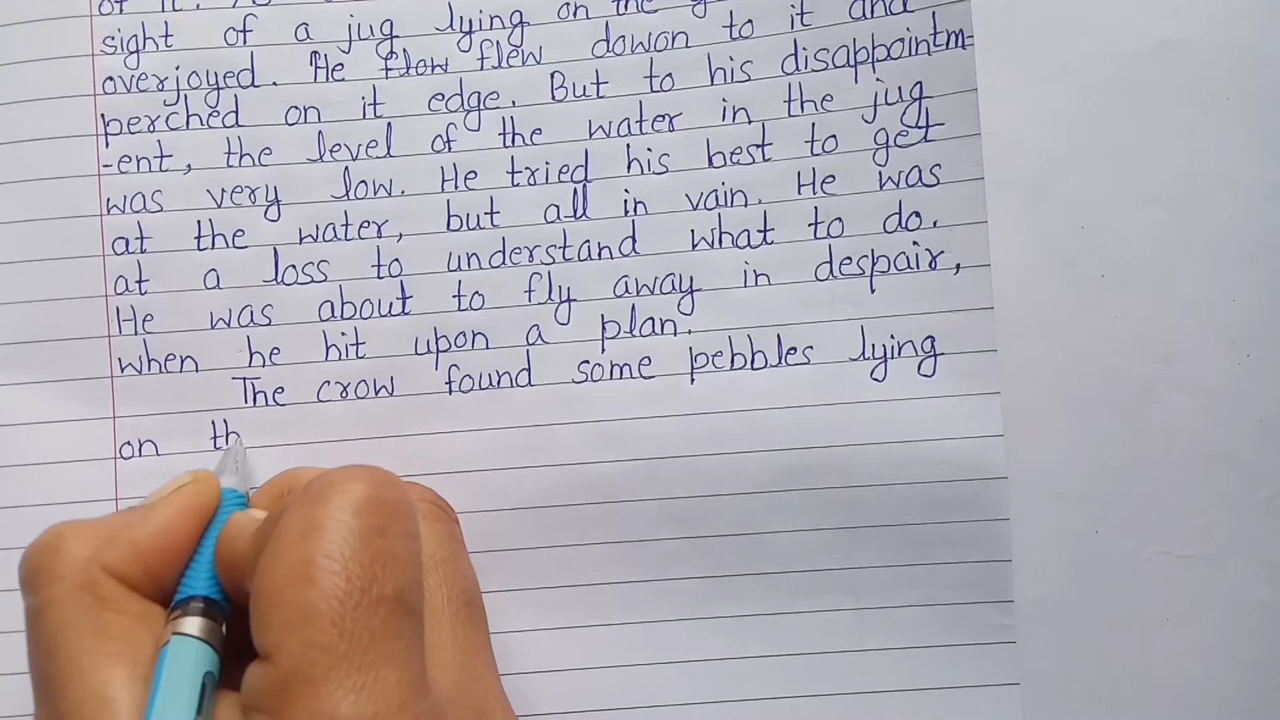 of it.
sight of a jug lying on the g
overjoyed. He flow flew dowon to it and
perched on it edge. But to his disappointm-
-ent, the level of the water in the jug
was very low. He tried his best to get
at the water, but all in vain. He was
at a loss to understand what to do.
He was about to fly away in despair,
when he hit upon a plan.
The crow found some pebbles lying
on th